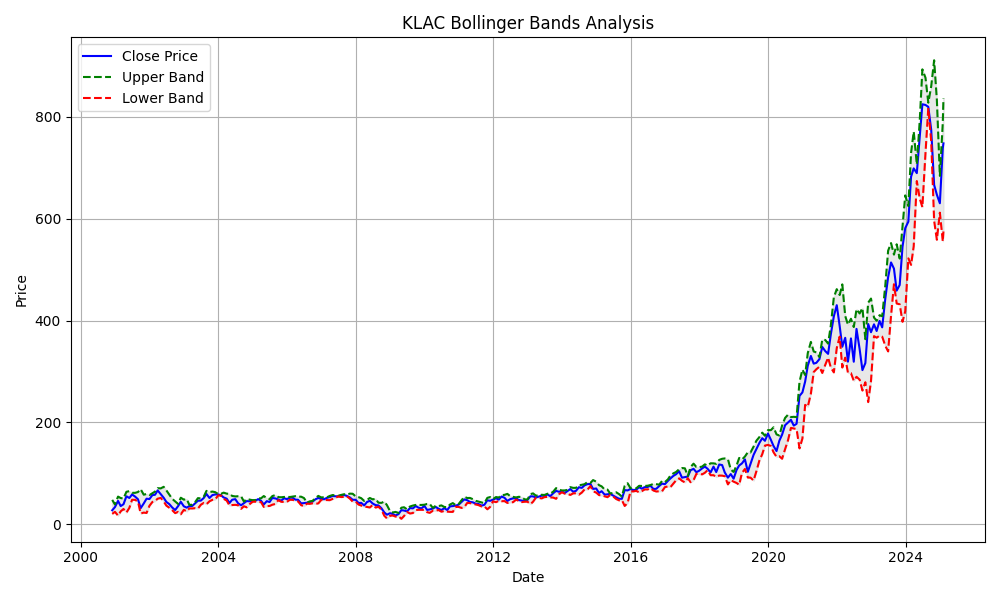 KLAC Bollinger Bands Analysis
Close Price
Upper Band
Lower Band
800
600
400
200
0
Price
2000 2004 2008 2012 2016 2020 2024
Date